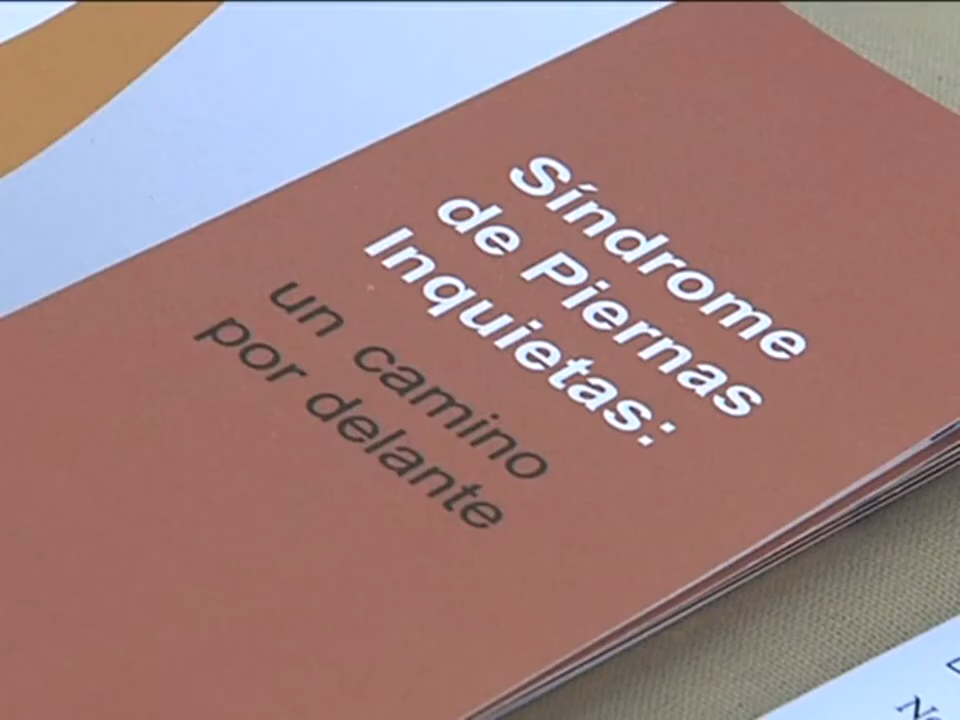 Síndrome
de Piernas
Inquietas:
un camino
por delante